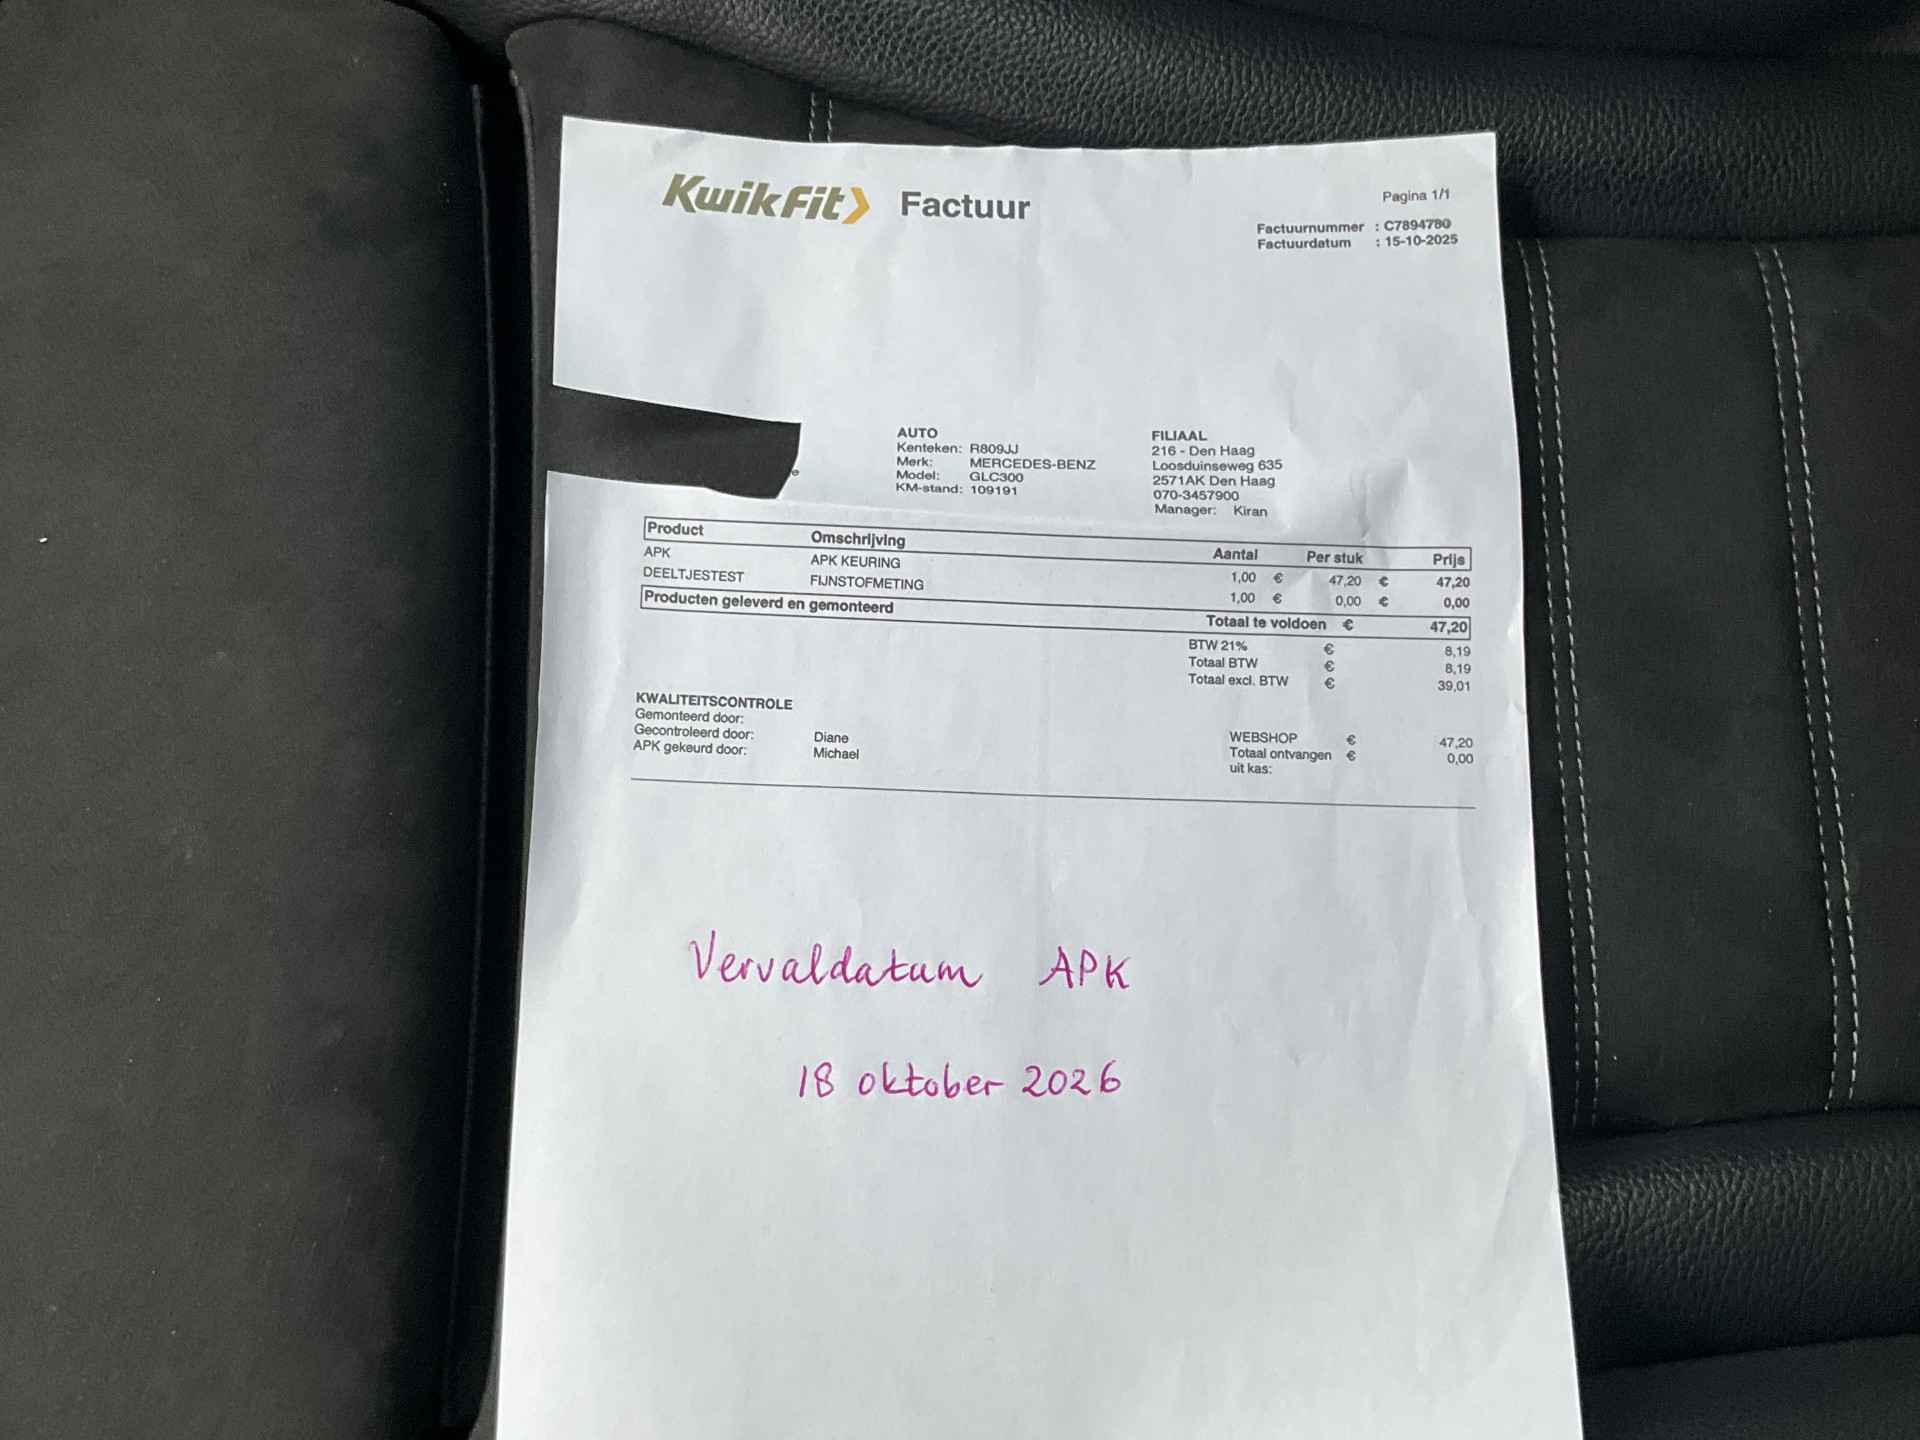 KwikFit Factuur
Pagina 1/1
Factuurnummer : C7894780
Factuurdatum : 15-10-2025
AUTO
Kenteken: R809JJ
Merk: MERCEDES-BENZ
Model: GLC300
KM-stand: 109191
FILIAAL
216 - Den Haag
Loosduinseweg 635
2571AK Den Haag
070-3457900
Manager: Kiran
Product Omschrijving Aantal Per stuk Prijs
APK APK KEURING 1,00 € 47,20 € 47,20
DEELTJESTEST FIJNSTOFMETING 1,00 € 0,00 € 0,00
Producten geleverd en gemonteerd Totaal te voldoen € 47,20
BTW 21% € 8,19
Totaal BTW € 8,19
Totaal excl. BTW € 39,01
KWALITEITSCONTROLE
Gemonteerd door:
Gecontroleerd door: Diane
APK gekeurd door: Michael
WEBSHOP € 47,20
Totaal ontvangen € 0,00
uit kas:
Vervaldatum APK
18 oktober 2026